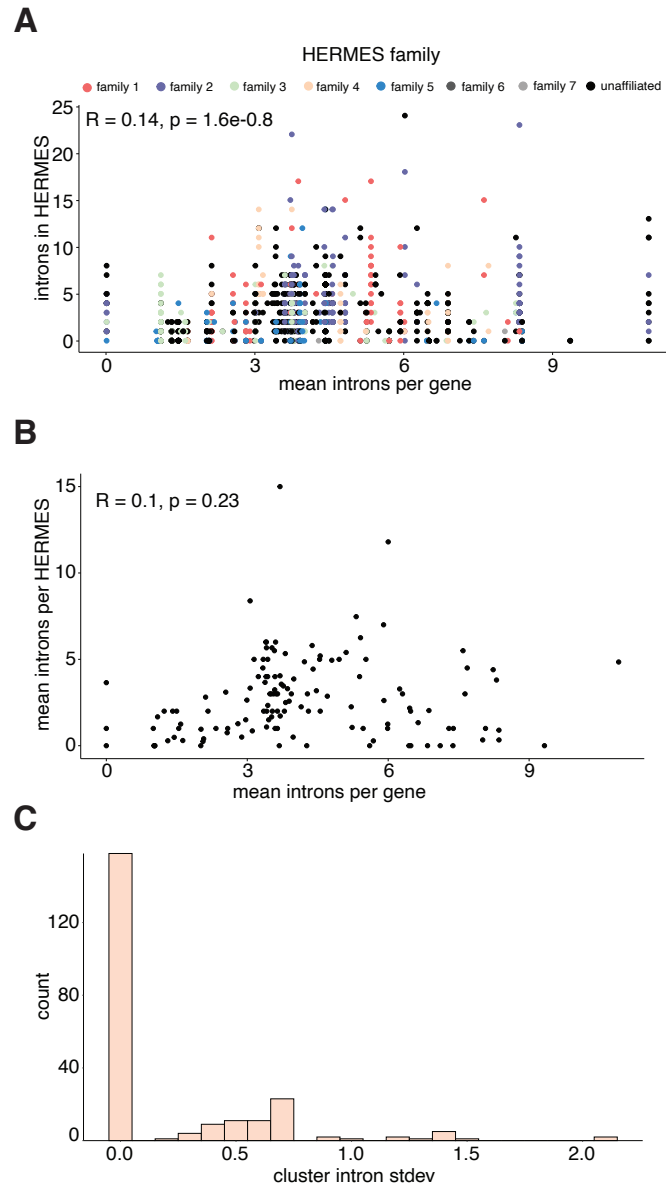 A
HERMES family
family 1 family 2 family 3 family 4 family 5 family 6 family 7 unaffiliated
R = 0.14, p = 1.6e-0.8
25
20
15
10
5
0
introns in HERMES
0 3 6 9
mean introns per gene
B
R = 0.1, p = 0.23
15
10
5
0
mean introns per HERMES
0 3 6 9
mean introns per gene
C
120
80
40
0
count
0.0 0.5 1.0 1.5 2.0
cluster intron stdev